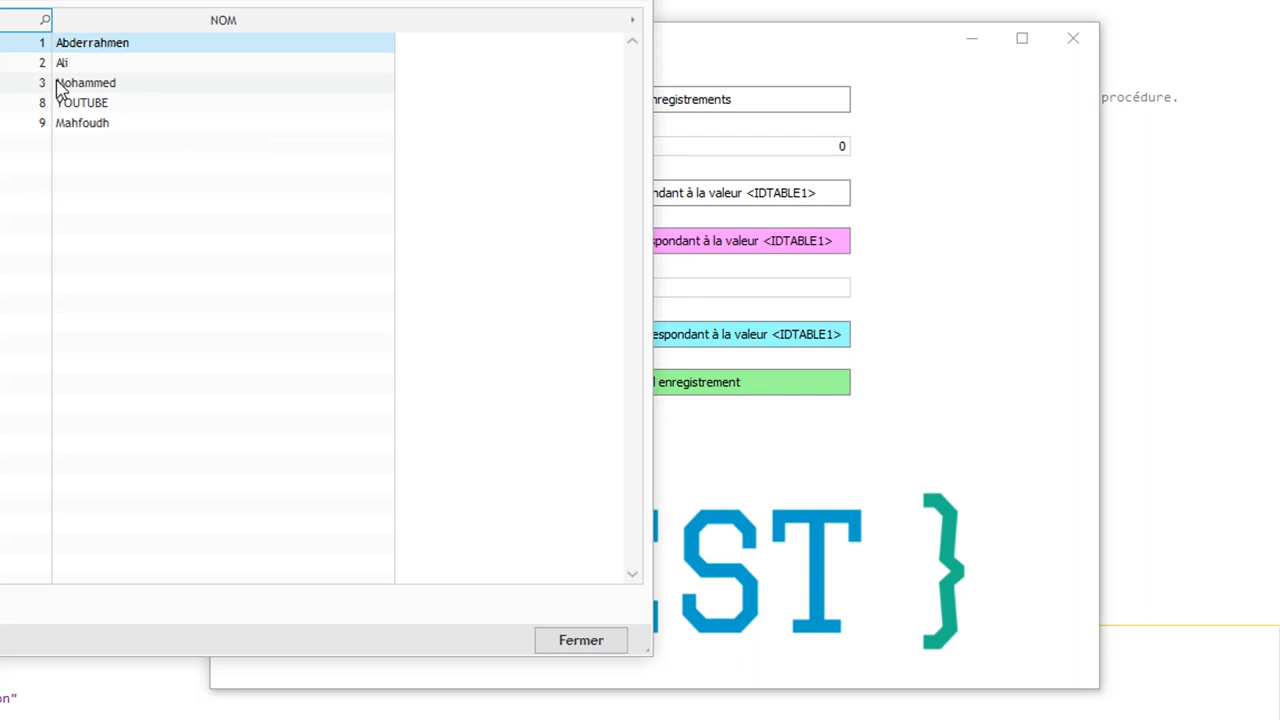 NOM
1 Abderrahmen
2 Ali
3 Mohammed
8 YOUTUBE
9 Mahfoudh
Fermer
nregistrements
0
ndant à la valeur <IDTABLE1>
spondant à la valeur <IDTABLE1>
espondant à la valeur <IDTABLE1>
l enregistrement
ST }
procédure.
on"